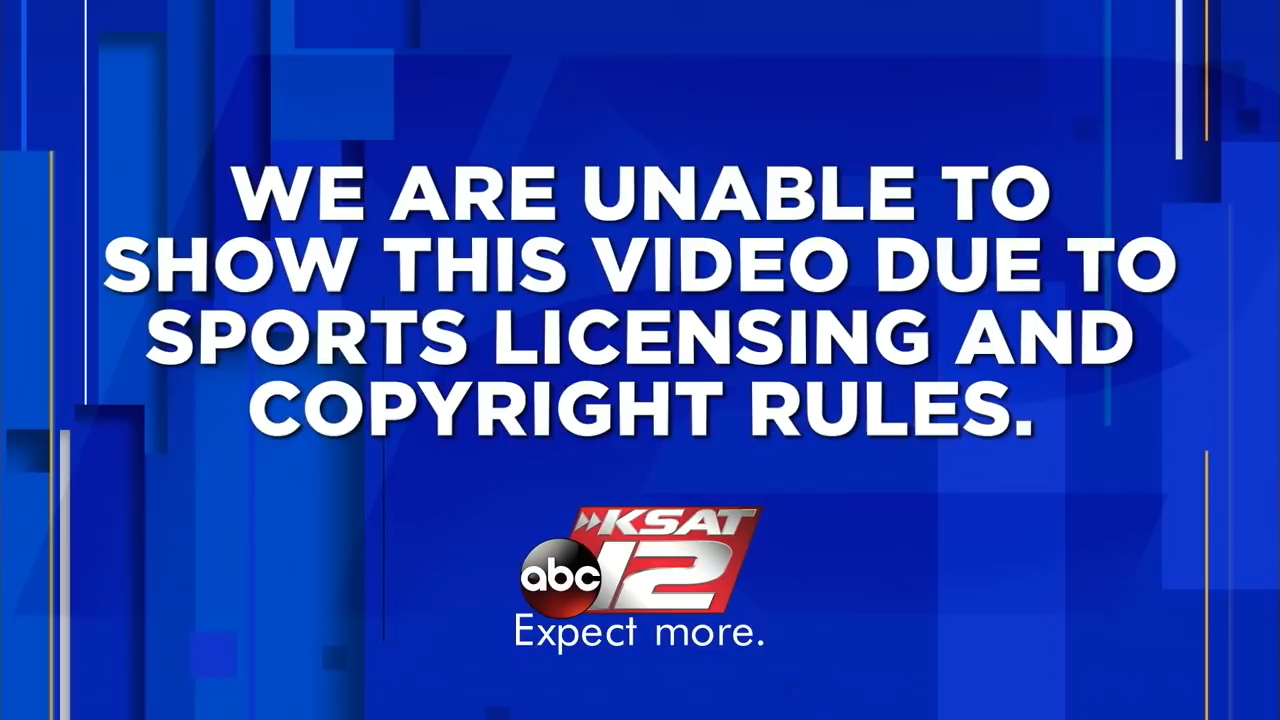 WE ARE UNABLE TO
SHOW THIS VIDEO DUE TO
SPORTS LICENSING AND
COPYRIGHT RULES.
KSAT
abc 12
Expect more.